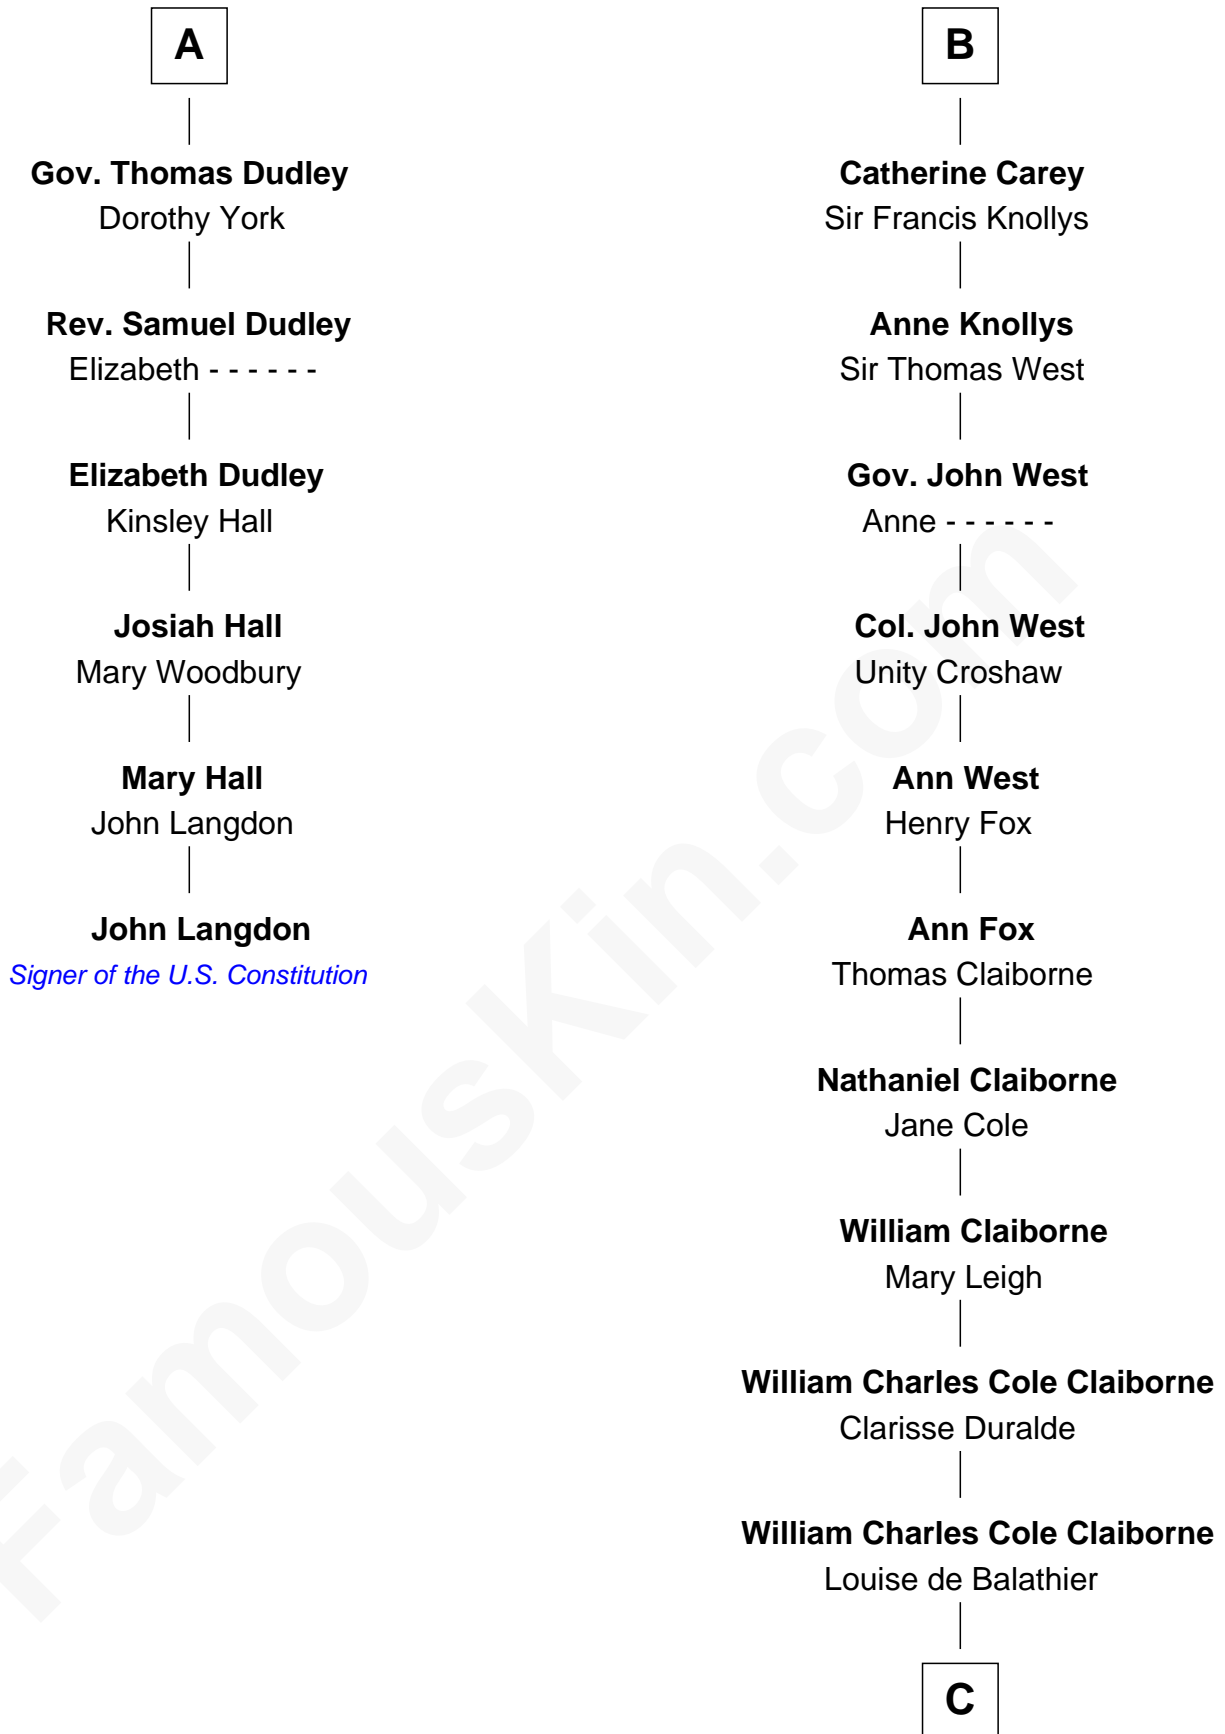 A
Gov. Thomas Dudley
Dorothy York
Rev. Samuel Dudley
Elizabeth - - - - - -
Elizabeth Dudley
Kinsley Hall
Josiah Hall
Mary Woodbury
Mary Hall
John Langdon
John Langdon
Signer of the U.S. Constitution
B
Catherine Carey
Sir Francis Knollys
Anne Knollys
Sir Thomas West
Gov. John West
Anne - - - - - -
Col. John West
Unity Croshaw
Ann West
Henry Fox
Ann Fox
Thomas Claiborne
Nathaniel Claiborne
Jane Cole
William Claiborne
Mary Leigh
William Charles Cole Claiborne
Clarisse Duralde
William Charles Cole Claiborne
Louise de Balathier
C
FamousKin.com